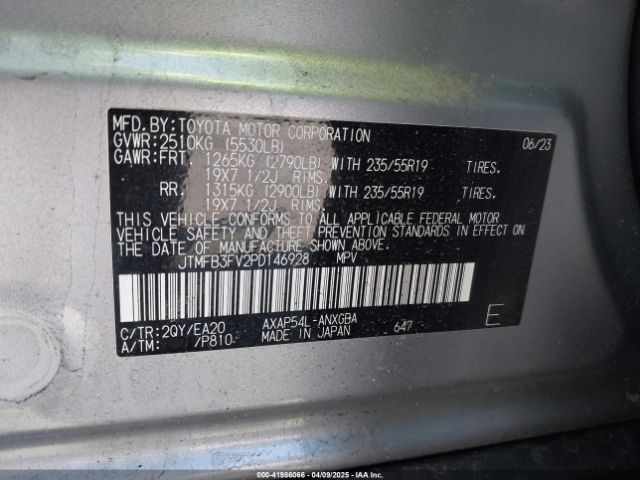 MFD.BY:TOYOTA MOTOR CORPORATION 06/23
GVWR:2510KG (5530LB)
GAWR:FRT. 1265KG (2790LB) WITH 235/55R19 TIRES.
19X7 1/2J RIMS.
RR. 1315KG (2900LB) WITH 235/55R19 TIRES.
19X7 1/2J RIMS.
THIS VEHICLE CONFORMS TO ALL APPLICABLE FEDERAL MOTOR
VEHICLE SAFETY AND THEFT PREVENTION STANDARDS IN EFFECT ON
THE DATE OF MANUFACTURE SHOWN ABOVE.
JTMFB3FV2PD146928 MPV
C/TR:2QY/EA20 AXAP54L-ANXGBA
A/TM: /P810- MADE IN JAPAN 647 E
-- 000-41986066 -- 04/09/2025 -- IAA Inc. --